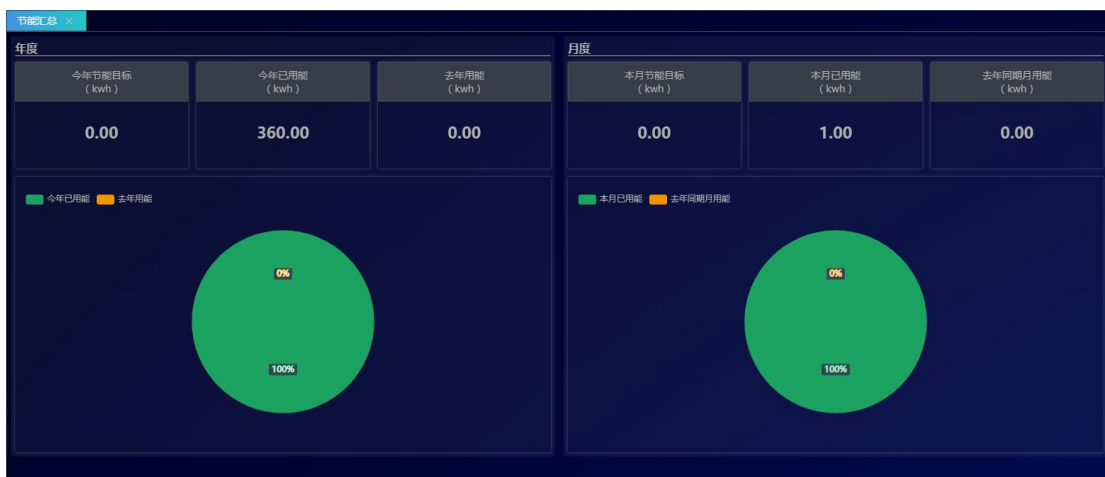 节能汇总 ×
年度
今年节能目标
（kwh）
今年已用能
（kwh）
去年用能
（kwh）
0.00
360.00
0.00
今年已用能 去年用能
0%
100%
月度
本月节能目标
（kwh）
本月已用能
（kwh）
去年同期月用能
（kwh）
0.00
1.00
0.00
本月已用能 去年同期月用能
0%
100%